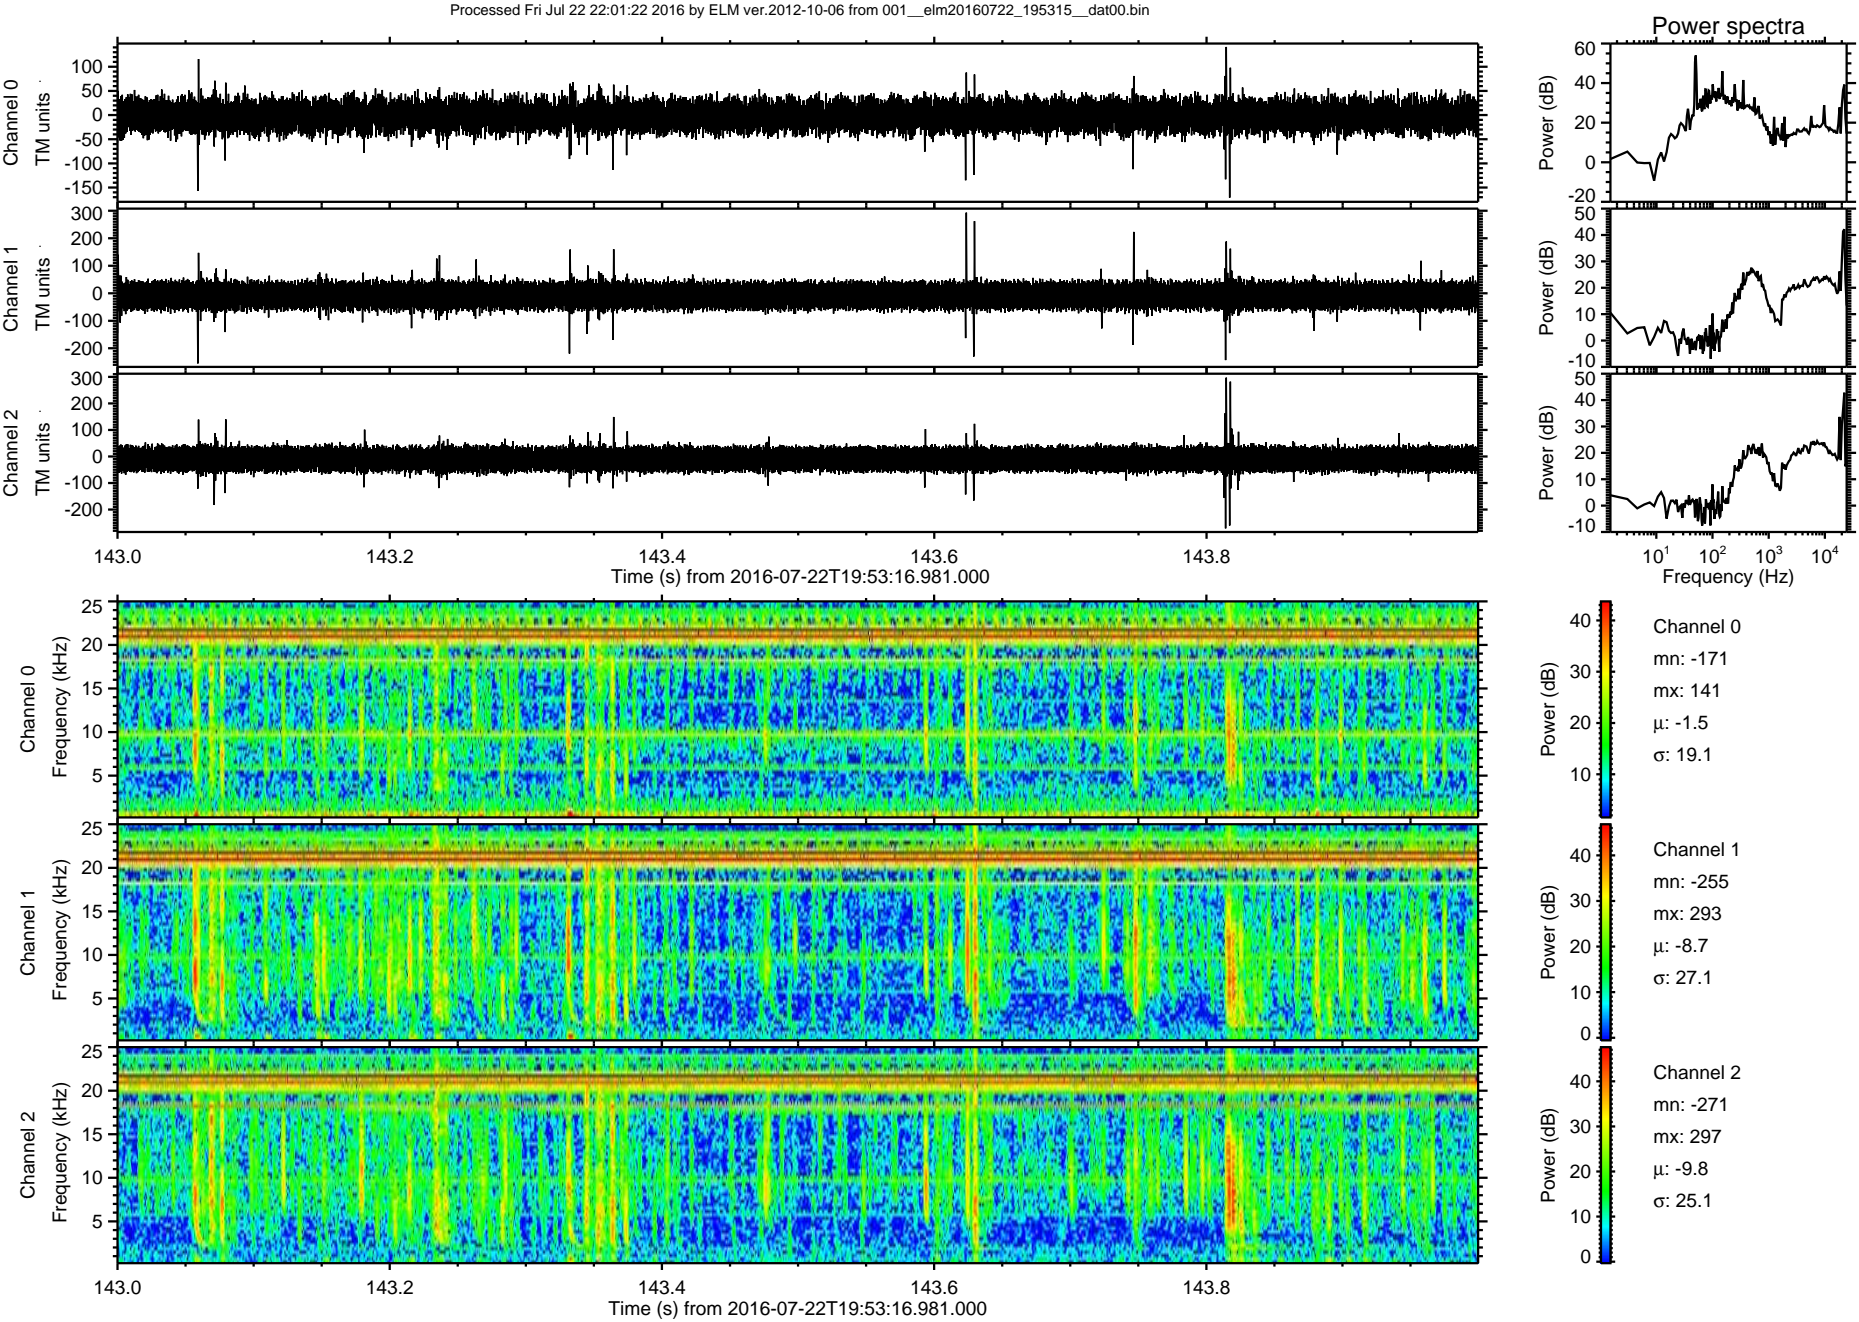 Processed Fri Jul 22 22:01:22 2016 by ELM ver.2012-10-06 from 001__elm20160722_195315__dat00.bin
Power spectra
Channel 0
TM units
100
50
0
-50
-100
-150
Power (dB)
60
40
20
0
-20
Channel 1
TM units
300
200
100
0
-100
-200
Power (dB)
50
40
30
20
10
0
-10
Channel 2
TM units
300
200
100
0
-100
-200
Power (dB)
50
40
30
20
10
0
-10
143.0 143.2 143.4 143.6 143.8
Time (s) from 2016-07-22T19:53:16.981.000
10^1 10^2 10^3 10^4
Frequency (Hz)
Channel 0
Frequency (kHz)
25
20
15
10
5
Power (dB)
40
30
20
10
Channel 0
mn: -171
mx: 141
μ: -1.5
σ: 19.1
Channel 1
Frequency (kHz)
25
20
15
10
5
Power (dB)
40
30
20
10
0
Channel 1
mn: -255
mx: 293
μ: -8.7
σ: 27.1
Channel 2
Frequency (kHz)
25
20
15
10
5
Power (dB)
40
30
20
10
0
Channel 2
mn: -271
mx: 297
μ: -9.8
σ: 25.1
143.0 143.2 143.4 143.6 143.8
Time (s) from 2016-07-22T19:53:16.981.000